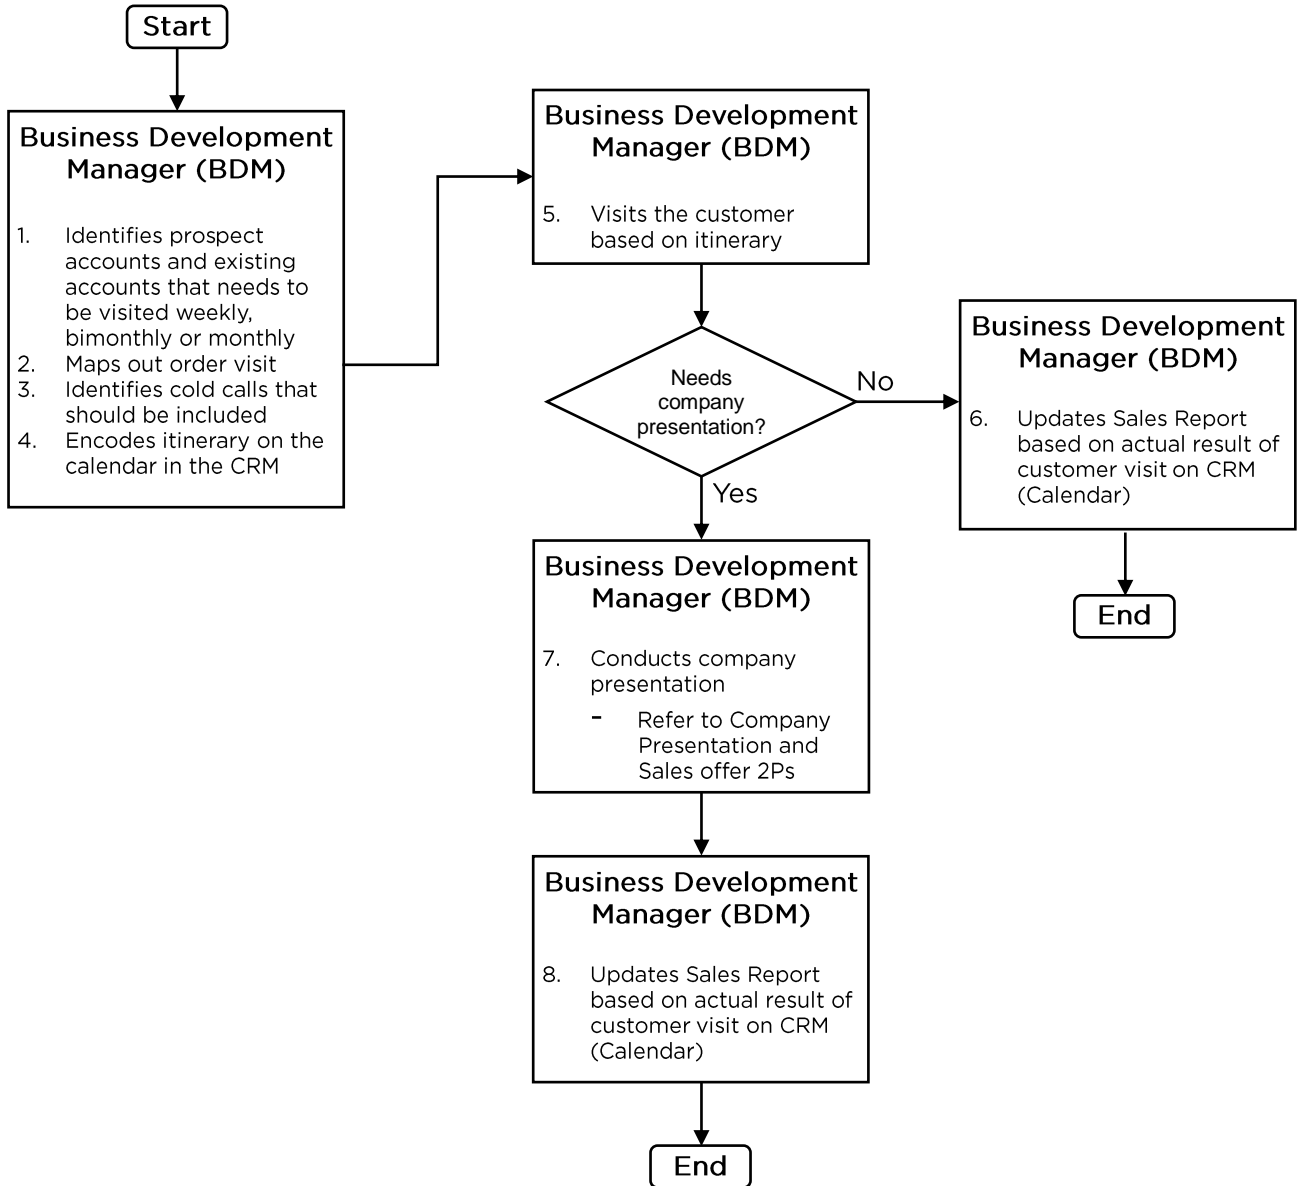 Start
Business Development
Manager (BDM)
1. Identifies prospect
accounts and existing
accounts that needs to
be visited weekly,
bimonthly or monthly
2. Maps out order visit
3. Identifies cold calls that
should be included
4. Encodes itinerary on the
calendar in the CRM
Business Development
Manager (BDM)
5. Visits the customer
based on itinerary
Needs
company
presentation?
No
Business Development
Manager (BDM)
6. Updates Sales Report
based on actual result of
customer visit on CRM
(Calendar)
End
Yes
Business Development
Manager (BDM)
7. Conducts company
presentation
- Refer to Company
Presentation and
Sales offer 2Ps
Business Development
Manager (BDM)
8. Updates Sales Report
based on actual result of
customer visit on CRM
(Calendar)
End